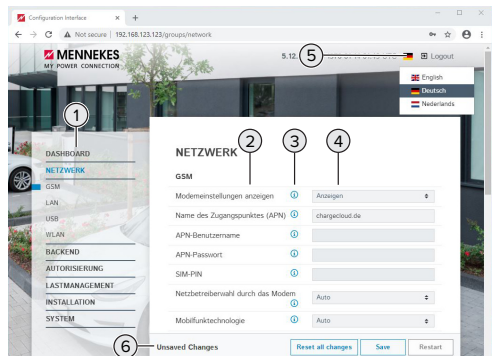 Configuration Interface
Not secure | 192.168.123.123/groups/network
MENNEKES
MY POWER CONNECTION
5.12.
5
Logout
English
Deutsch
Nederlands
1
DASHBOARD
NETZWERK
GSM
LAN
USB
WLAN
BACKEND
AUTORISIERUNG
LASTMANAGEMENT
INSTALLATION
SYSTEM
NETZWERK
2
3
4
GSM
Modemeinstellungen anzeigen
Anzeigen
Name des Zugangspunktes (APN)
chargecloud.de
APN-Benutzername
APN-Passwort
SIM-PIN
Netzbetreiberwahl durch das Modem
Auto
Mobilfunktechnologie
Auto
6
Unsaved Changes
Reset all changes
Save
Restart